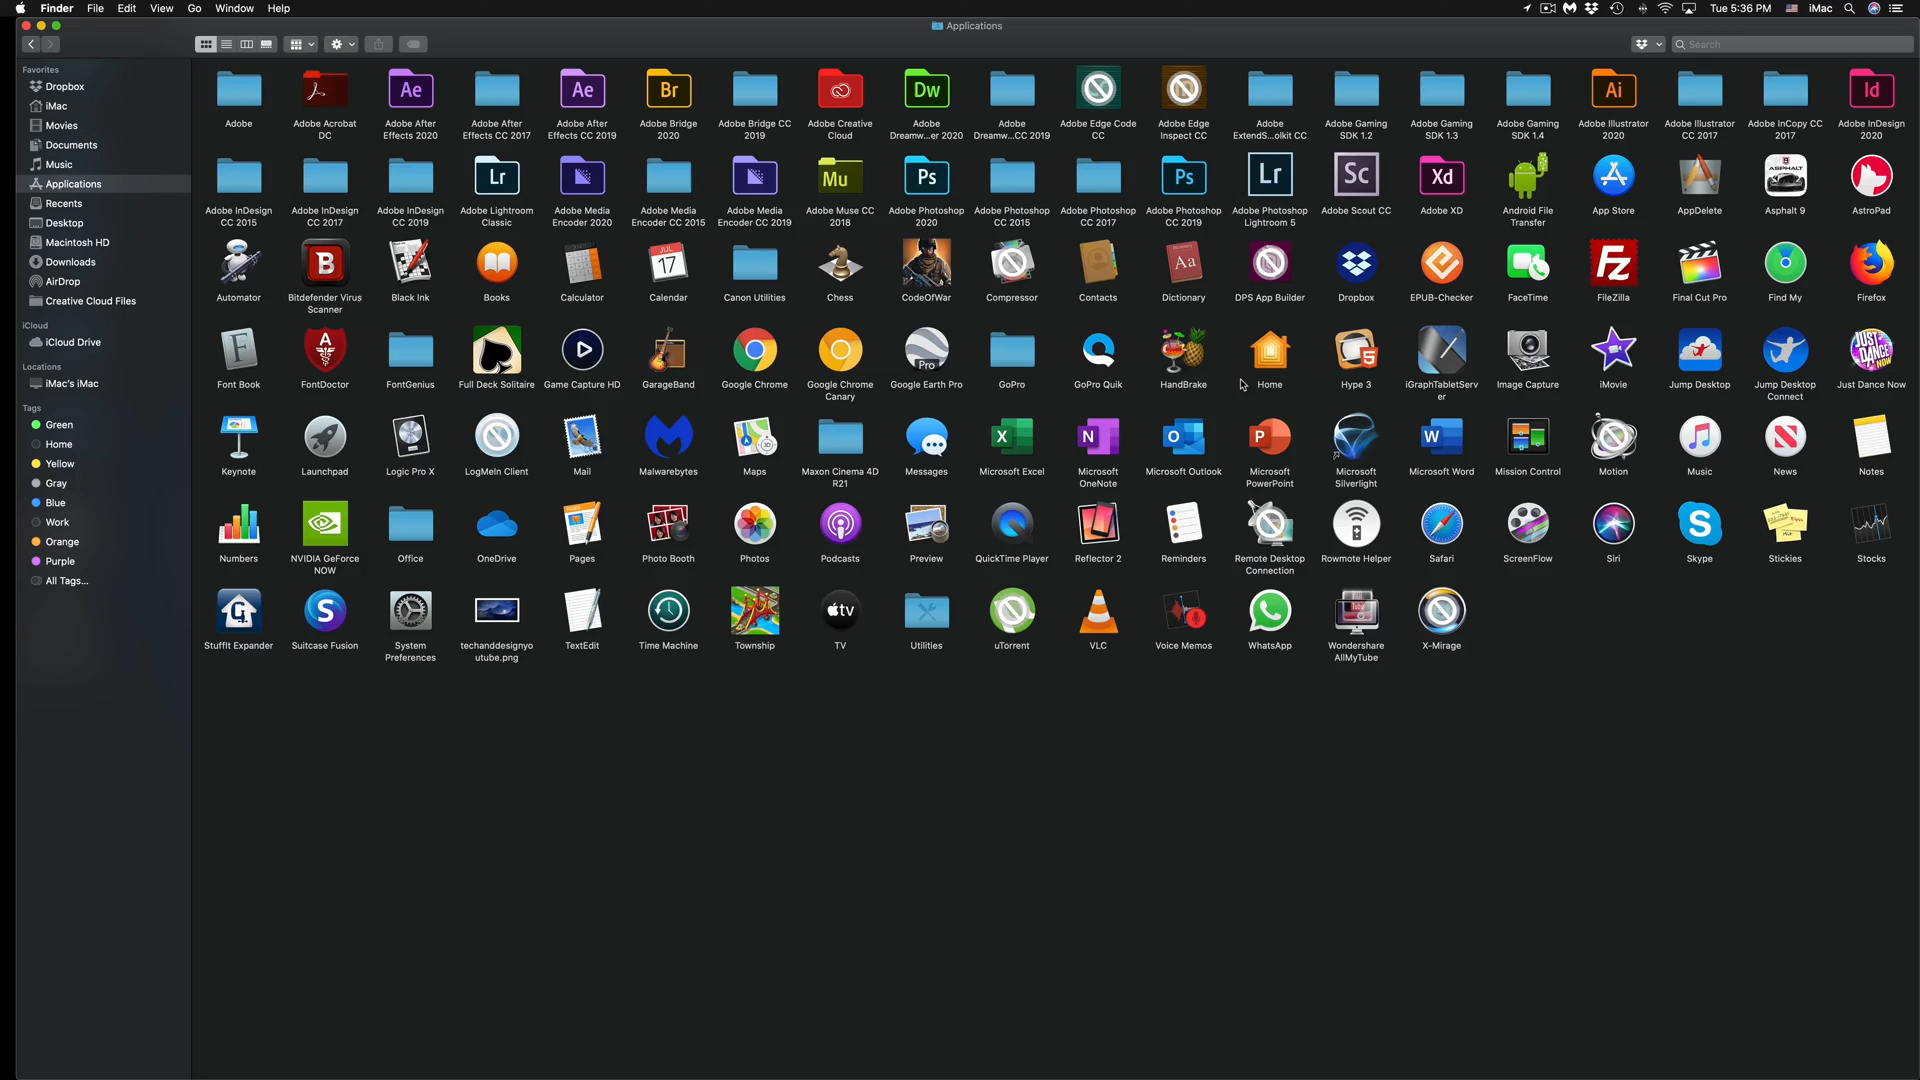 Finder File Edit View Go Window Help
Tue 5:36 PM iMac
Applications
Search
Favorites
Dropbox
iMac
Movies
Documents
Music
Applications
Recents
Desktop
Macintosh HD
Downloads
AirDrop
Creative Cloud Files
iCloud
iCloud Drive
Locations
iMac's iMac
Tags
Green
Home
Yellow
Gray
Blue
Work
Orange
Purple
All Tags...
Adobe
Adobe Acrobat
DC
Adobe After
Effects 2020
Adobe After
Effects CC 2017
Adobe After
Effects CC 2019
Adobe Bridge
2020
Adobe Bridge CC
2019
Adobe Creative
Cloud
Adobe
Dreamw...er 2020
Adobe
Dreamw...CC 2019
Adobe Edge Code
CC
Adobe Edge
Inspect CC
Adobe
ExtendS...olkit CC
Adobe Gaming
SDK 1.2
Adobe Gaming
SDK 1.3
Adobe Gaming
SDK 1.4
Adobe Illustrator
2020
Adobe Illustrator
CC 2017
Adobe InCopy CC
2017
Adobe InDesign
2020
Adobe InDesign
CC 2015
Adobe InDesign
CC 2017
Adobe InDesign
CC 2019
Adobe Lightroom
Classic
Adobe Media
Encoder 2020
Adobe Media
Encoder CC 2015
Adobe Media
Encoder CC 2019
Adobe Muse CC
2018
Adobe Photoshop
2020
Adobe Photoshop
CC 2015
Adobe Photoshop
CC 2017
Adobe Photoshop
CC 2019
Adobe Photoshop
Lightroom 5
Adobe Scout CC
Adobe XD
Android File
Transfer
App Store
AppDelete
Asphalt 9
AstroPad
Automator
Bitdefender Virus
Scanner
Black Ink
Books
Calculator
Calendar
Canon Utilities
Chess
CodeOfWar
Compressor
Contacts
Dictionary
DPS App Builder
Dropbox
EPUB-Checker
FaceTime
FileZilla
Final Cut Pro
Find My
Firefox
Font Book
FontDoctor
FontGenius
Full Deck Solitaire
Game Capture HD
GarageBand
Google Chrome
Google Chrome
Canary
Google Earth Pro
GoPro
GoPro Quik
HandBrake
Home
Hype 3
iGraphTabletServ
er
Image Capture
iMovie
Jump Desktop
Jump Desktop
Connect
Just Dance Now
Keynote
Launchpad
Logic Pro X
LogMeIn Client
Mail
Malwarebytes
Maps
Maxon Cinema 4D
R21
Messages
Microsoft Excel
Microsoft
OneNote
Microsoft Outlook
Microsoft
PowerPoint
Microsoft
Silverlight
Microsoft Word
Mission Control
Motion
Music
News
Notes
Numbers
NVIDIA GeForce
NOW
Office
OneDrive
Pages
Photo Booth
Photos
Podcasts
Preview
QuickTime Player
Reflector 2
Reminders
Remote Desktop
Connection
Rowmote Helper
Safari
ScreenFlow
Siri
Skype
Stickies
Stocks
StuffIt Expander
Suitcase Fusion
System
Preferences
techanddesignyo
utube.png
TextEdit
Time Machine
Township
TV
Utilities
uTorrent
VLC
Voice Memos
WhatsApp
Wondershare
AllMyTube
X-Mirage